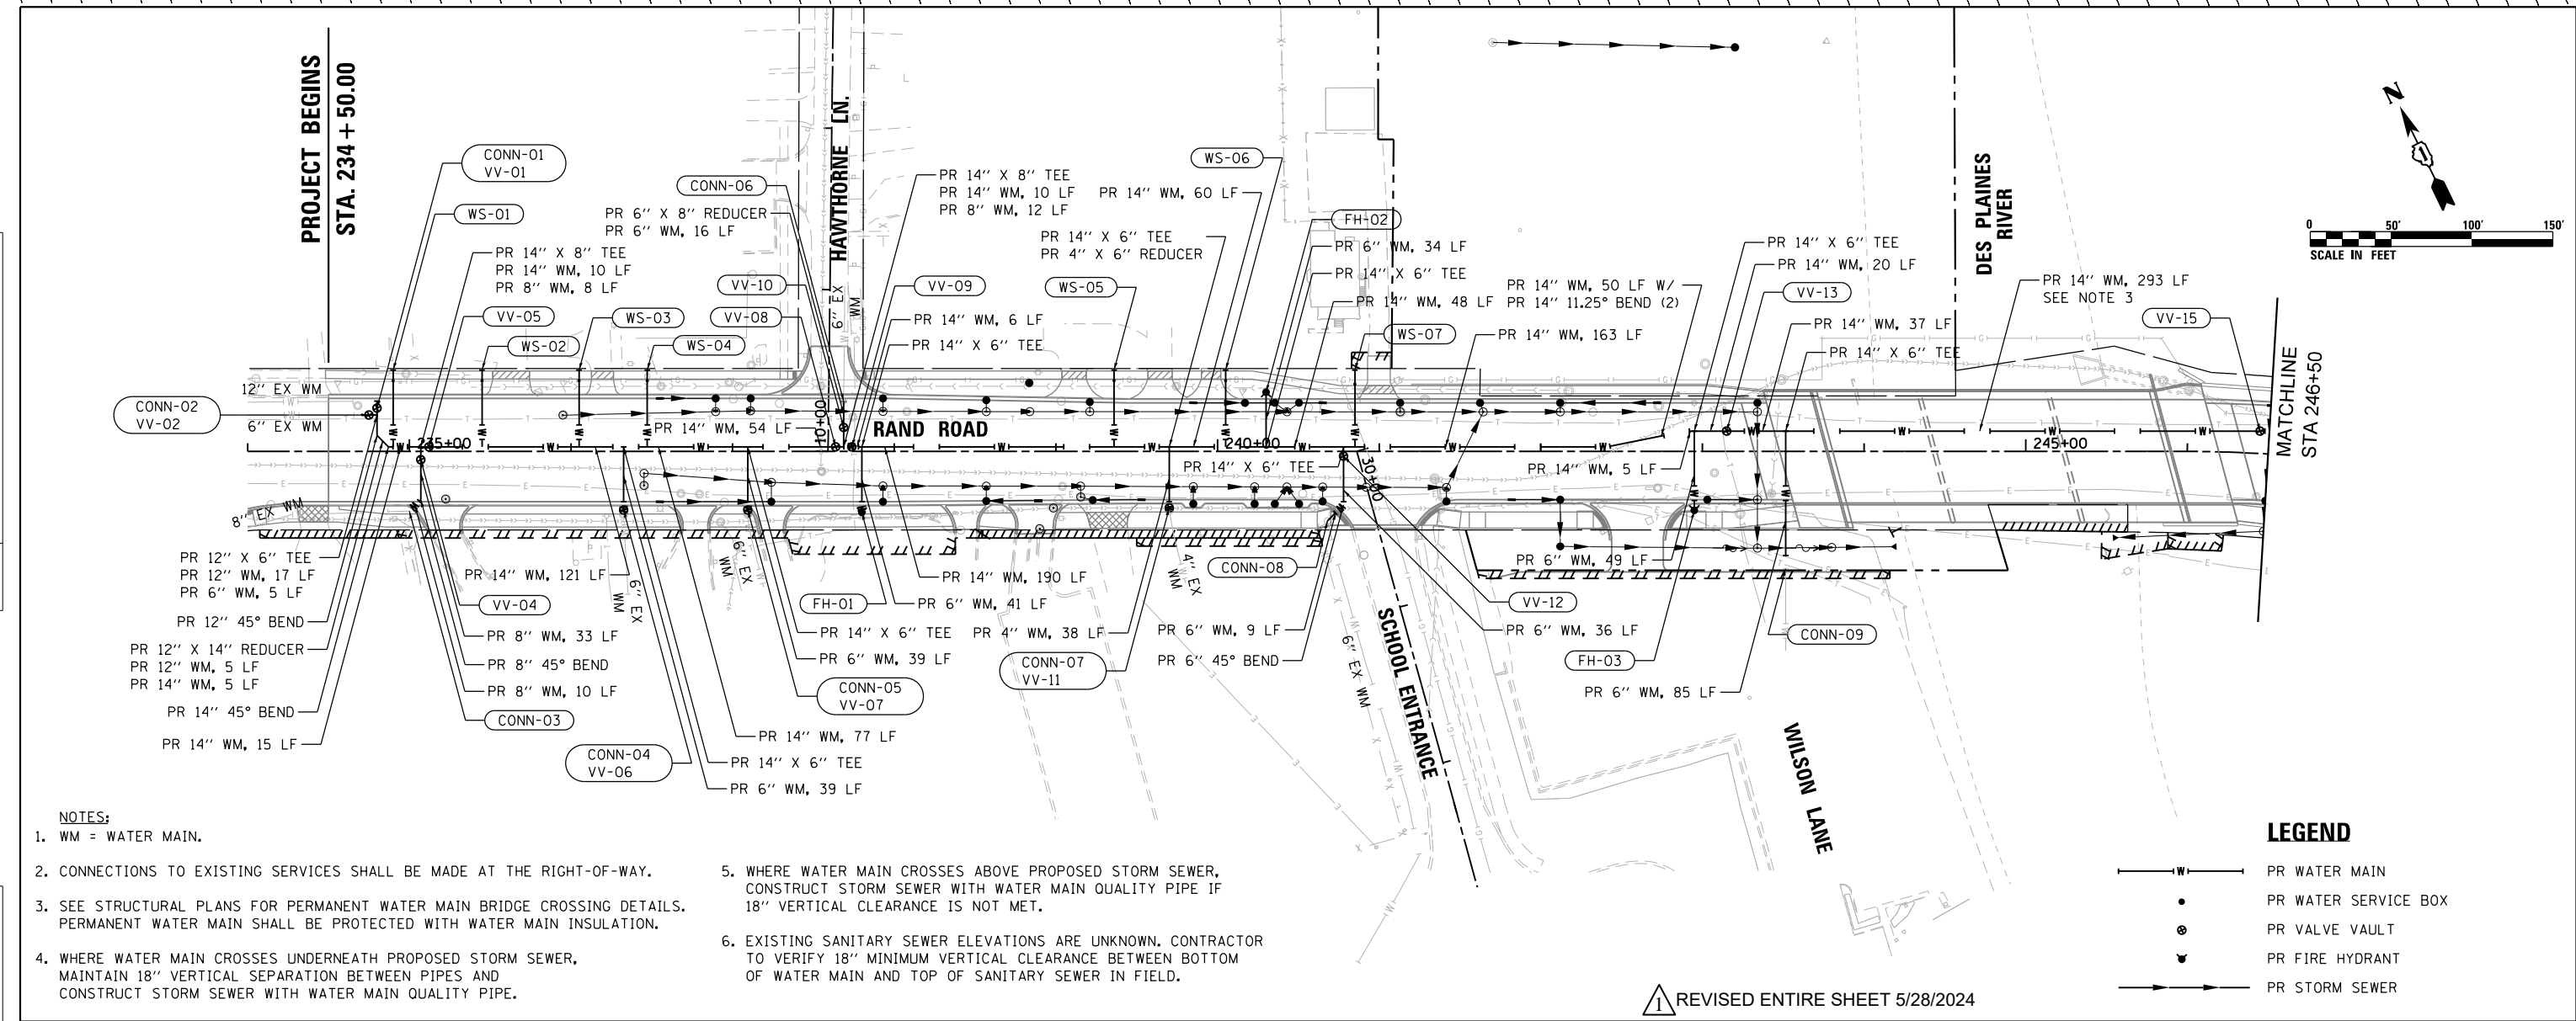 PROJECT BEGINS
STA. 234 + 50.00
CONN-01
VV-01
WS-01
PR 14" X 8" TEE
PR 14" WM, 10 LF
PR 8" WM, 8 LF
VV-05
WS-02
WS-03
WS-04
CONN-06
PR 6" X 8" REDUCER
PR 6" WM, 16 LF
VV-10
VV-08
HAWTHORNE LN.
6" EX
WM
PR 14" X 8" TEE
PR 14" WM, 10 LF
PR 8" WM, 12 LF
VV-09
PR 14" WM, 6 LF
PR 14" X 6" TEE
PR 14" WM, 60 LF
WS-06
PR 14" X 6" TEE
PR 4" X 6" REDUCER
WS-05
FH-02
PR 6" WM, 34 LF
PR 14" X 6" TEE
PR 14" WM, 48 LF
WS-07
PR 14" WM, 50 LF W/
PR 14" 11.25° BEND (2)
PR 14" WM, 163 LF
PR 14" X 6" TEE
PR 14" WM, 20 LF
VV-13
PR 14" WM, 37 LF
PR 14" X 6" TEE
DES PLAINES
RIVER
PR 14" WM, 293 LF
SEE NOTE 3
VV-15
N
0 50' 100' 150'
SCALE IN FEET
MATCHLINE
STA 246+50
12" EX WM
CONN-02
VV-02
6" EX WM
8" EX WM
235+00
PR 14" WM, 54 LF
10+00
RAND ROAD
240+00
PR 14" X 6" TEE
30+00
PR 14" WM, 5 LF
245+00
PR 12" X 6" TEE
PR 12" WM, 17 LF
PR 6" WM, 5 LF
PR 12" 45° BEND
PR 12" X 14" REDUCER
PR 12" WM, 5 LF
PR 14" WM, 5 LF
PR 14" 45° BEND
PR 14" WM, 15 LF
PR 14" WM, 121 LF
VV-04
PR 8" WM, 33 LF
PR 8" 45° BEND
PR 8" WM, 10 LF
CONN-03
6" EX
WM
CONN-04
VV-06
6" EX
WM
PR 14" WM, 77 LF
PR 14" X 6" TEE
PR 6" WM, 39 LF
FH-01
PR 14" X 6" TEE
PR 6" WM, 39 LF
CONN-05
VV-07
PR 14" WM, 190 LF
PR 6" WM, 41 LF
PR 4" WM, 38 LF
CONN-07
VV-11
4" EX
WM
CONN-08
PR 6" WM, 9 LF
PR 6" 45° BEND
6" EX WM
SCHOOL ENTRANCE
VV-12
PR 6" WM, 36 LF
PR 6" WM, 49 LF
FH-03
PR 6" WM, 85 LF
CONN-09
WILSON LANE
NOTES:
1. WM = WATER MAIN.
2. CONNECTIONS TO EXISTING SERVICES SHALL BE MADE AT THE RIGHT-OF-WAY.
3. SEE STRUCTURAL PLANS FOR PERMANENT WATER MAIN BRIDGE CROSSING DETAILS.
PERMANENT WATER MAIN SHALL BE PROTECTED WITH WATER MAIN INSULATION.
4. WHERE WATER MAIN CROSSES UNDERNEATH PROPOSED STORM SEWER,
MAINTAIN 18" VERTICAL SEPARATION BETWEEN PIPES AND
CONSTRUCT STORM SEWER WITH WATER MAIN QUALITY PIPE.
5. WHERE WATER MAIN CROSSES ABOVE PROPOSED STORM SEWER,
CONSTRUCT STORM SEWER WITH WATER MAIN QUALITY PIPE IF
18" VERTICAL CLEARANCE IS NOT MET.
6. EXISTING SANITARY SEWER ELEVATIONS ARE UNKNOWN. CONTRACTOR
TO VERIFY 18" MINIMUM VERTICAL CLEARANCE BETWEEN BOTTOM
OF WATER MAIN AND TOP OF SANITARY SEWER IN FIELD.
LEGEND
W PR WATER MAIN
PR WATER SERVICE BOX
PR VALVE VAULT
PR FIRE HYDRANT
PR STORM SEWER
1 REVISED ENTIRE SHEET 5/28/2024